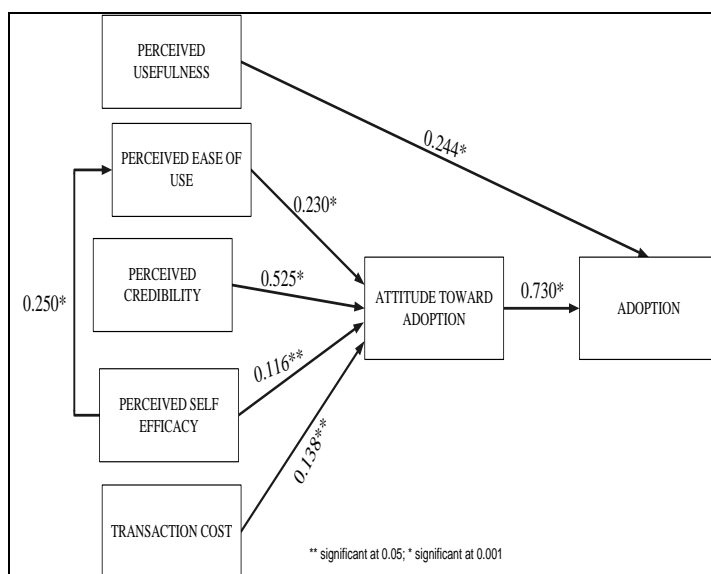 PERCEIVED
USEFULNESS
0.244*
PERCEIVED EASE OF
USE
0.230*
PERCEIVED
CREDIBILITY
0.525*
0.250*
ATTITUDE TOWARD
ADOPTION
0.730*
ADOPTION
0.116**
PERCEIVED SELF
EFFICACY
0.138**
TRANSACTION COST
** significant at 0.05; * significant at 0.001